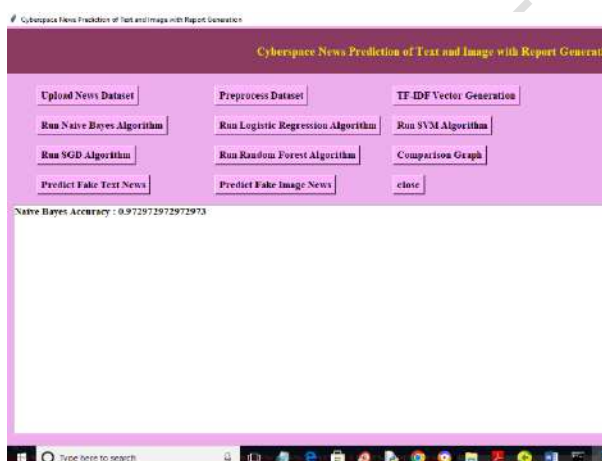 Cyberspace News Prediction of Text and Image with Report Generation
Cyberspace News Prediction of Text and Image with Report Generat
Upload News Dataset
Preprocess Dataset
TF-IDF Vector Generation
Run Naive Bayes Algorithm
Run Logistic Regression Algorithm
Run SVM Algorithm
Run SGD Algorithm
Run Random Forest Algorithm
Comparison Graph
Predict Fake Text News
Predict Fake Image News
close
Naive Bayes Accuracy : 0.972972972972973
Type here to search